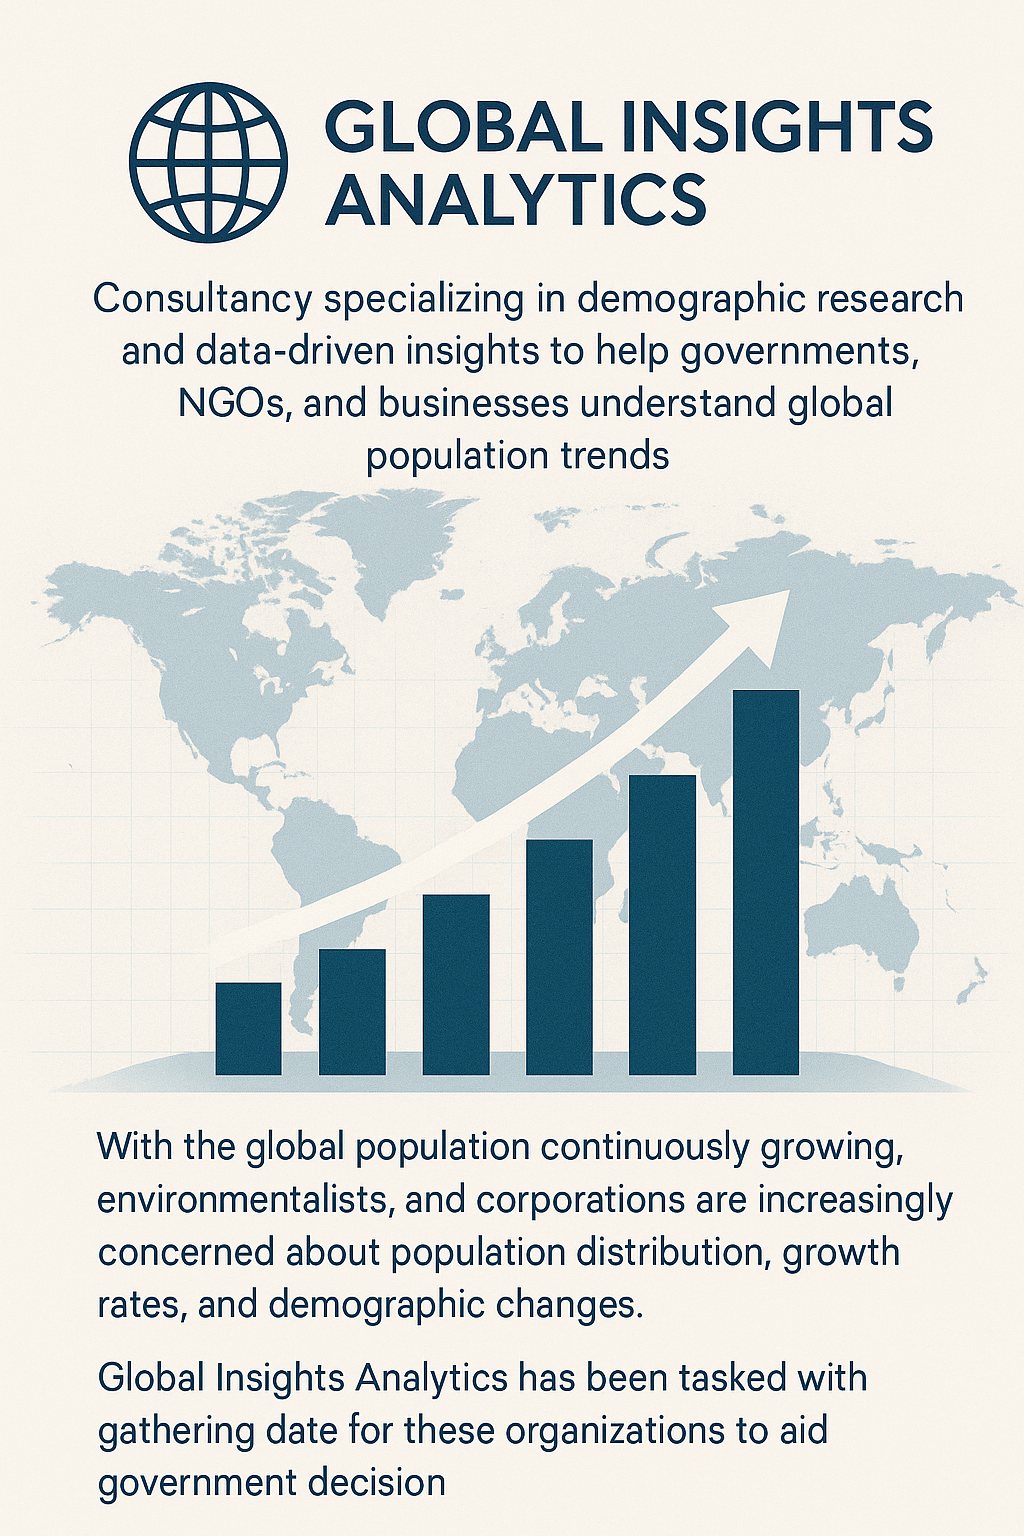 GLOBAL INSIGHTS
ANALYTICS
Consultancy specializing in demographic research
and data-driven insights to help governments,
NGOs, and businesses understand global
population trends
With the global population continuously growing,
environmentalists, and corporations are increasingly
concerned about population distribution, growth
rates, and demographic changes.
Global Insights Analytics has been tasked with
gathering date for these organizations to aid
government decision